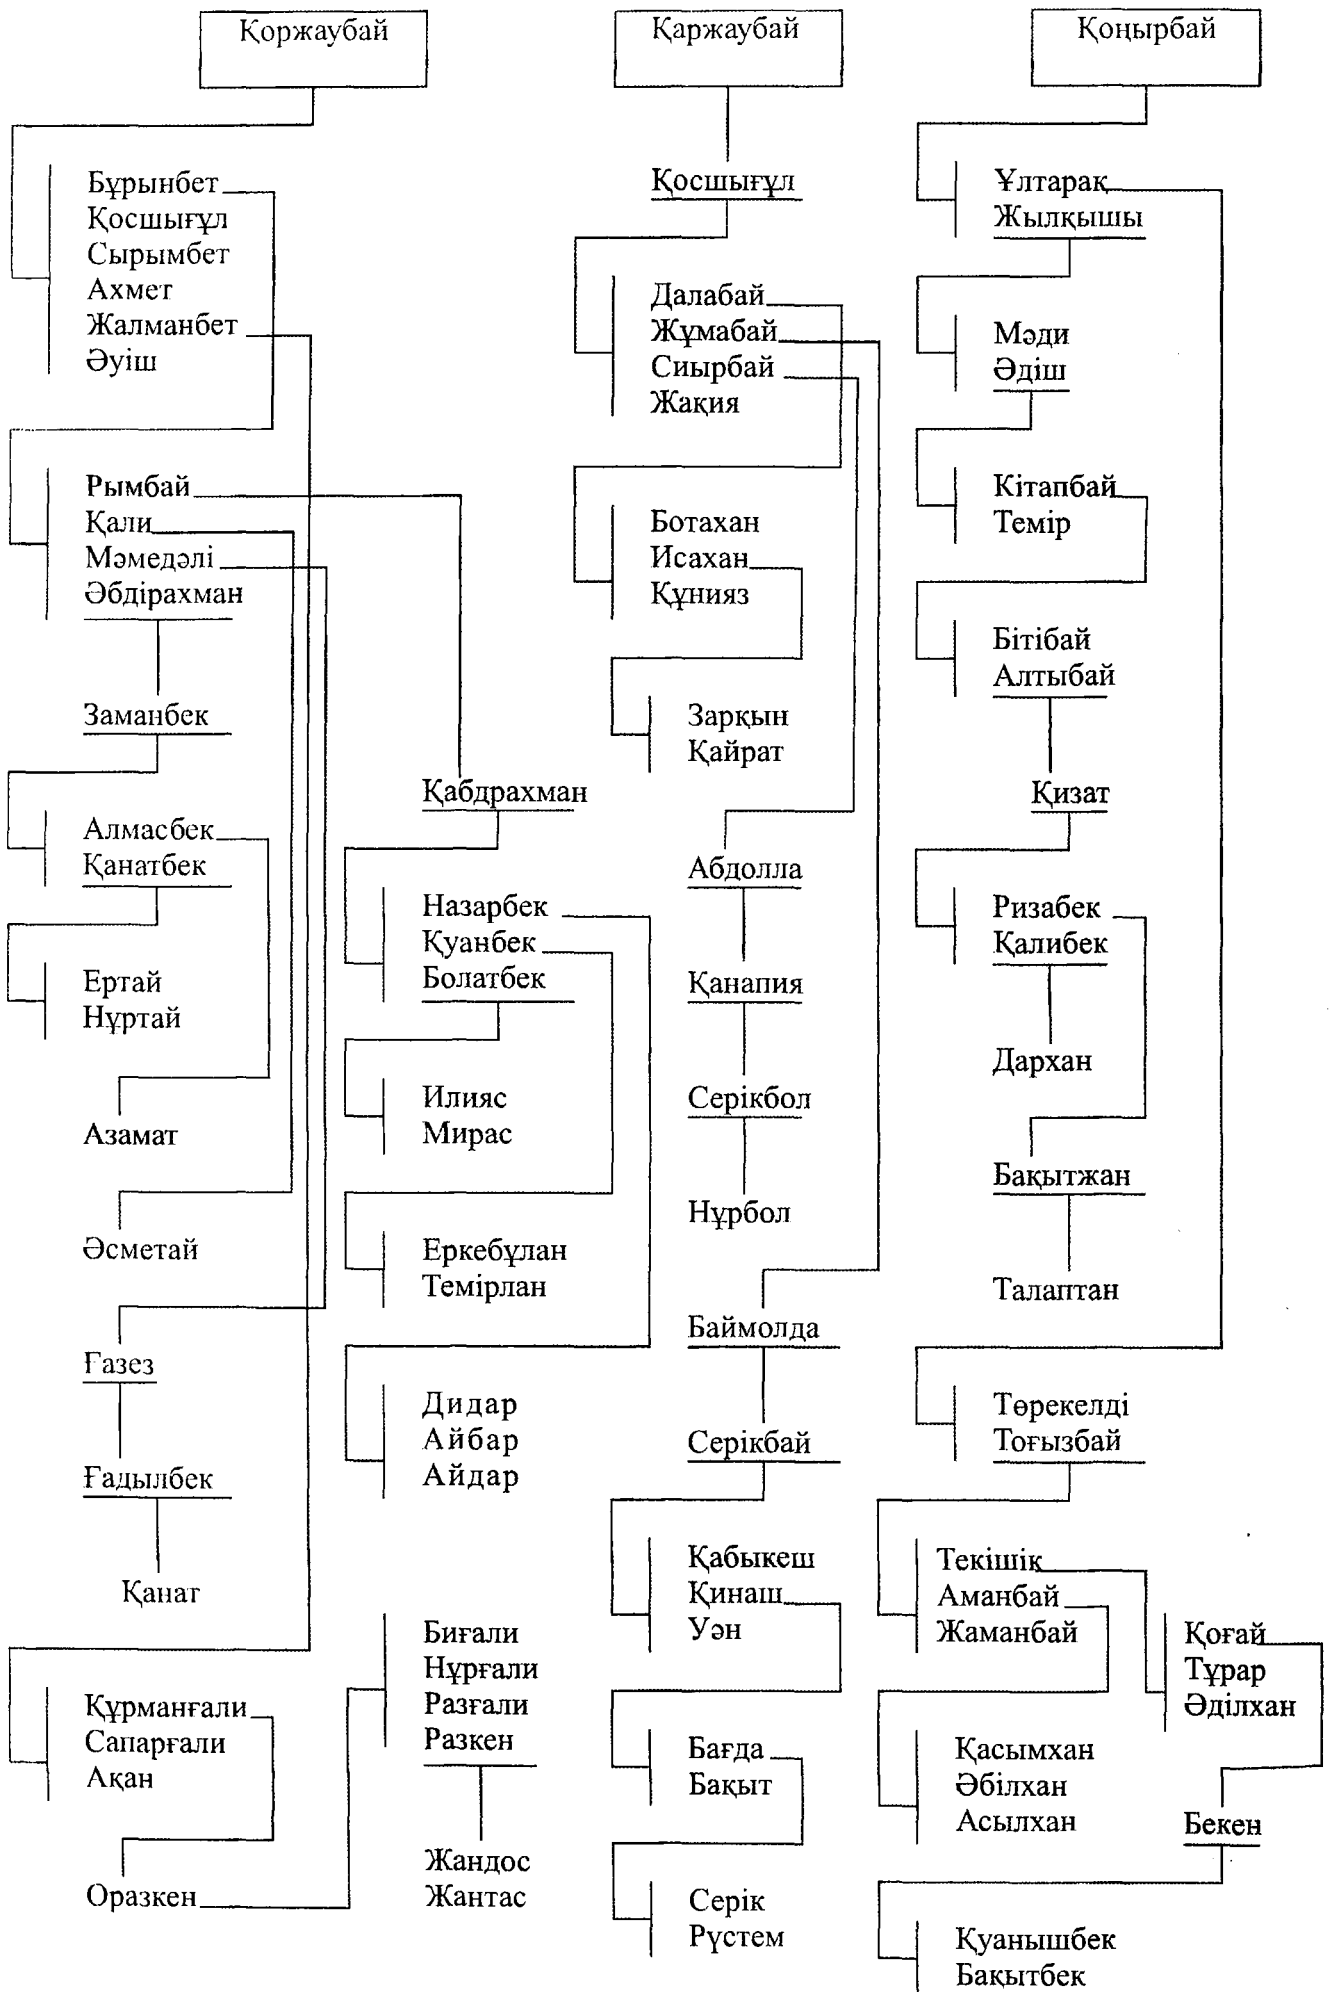 Қоржаубай
Қаржаубай
Қоңырбай
Бұрынбет
Қосшығұл
Сырымбет
Ахмет
Жалманбет
Әуіш
Рымбай
Қали
Мәмедәлі
Әбдірахман
Заманбек
Алмасбек
Қанатбек
Ертай
Нұртай
Азамат
Әсметай
Ғазез
Ғадылбек
Қанат
Құрманғали
Сапарғали
Ақан
Оразкен
Қабдрахман
Назарбек
Қуанбек
Болатбек
Илияс
Мирас
Еркебұлан
Темірлан
Дидар
Айбар
Айдар
Биғали
Нұрғали
Разғали
Разкен
Жандос
Жантас
Қосшығұл
Далабай
Жұмабай
Сиырбай
Жақия
Ботахан
Исахан
Құнияз
Зарқын
Қайрат
Абдолла
Қанапия
Серікбол
Нұрбол
Баймолда
Серікбай
Қабыкеш
Қинаш
Уән
Бағда
Бақыт
Серік
Рүстем
Ұлтарақ
Жылқышы
Мәди
Әдіш
Кітапбай
Темір
Бітібай
Алтыбай
Қизат
Ризабек
Қалибек
Дархан
Бақытжан
Талаптан
Төрекелді
Тоғызбай
Текішік
Аманбай
Жаманбай
Қоғай
Тұрар
Әділхан
Қасымхан
Әбілхан
Асылхан
Бекен
Қуанышбек
Бақытбек